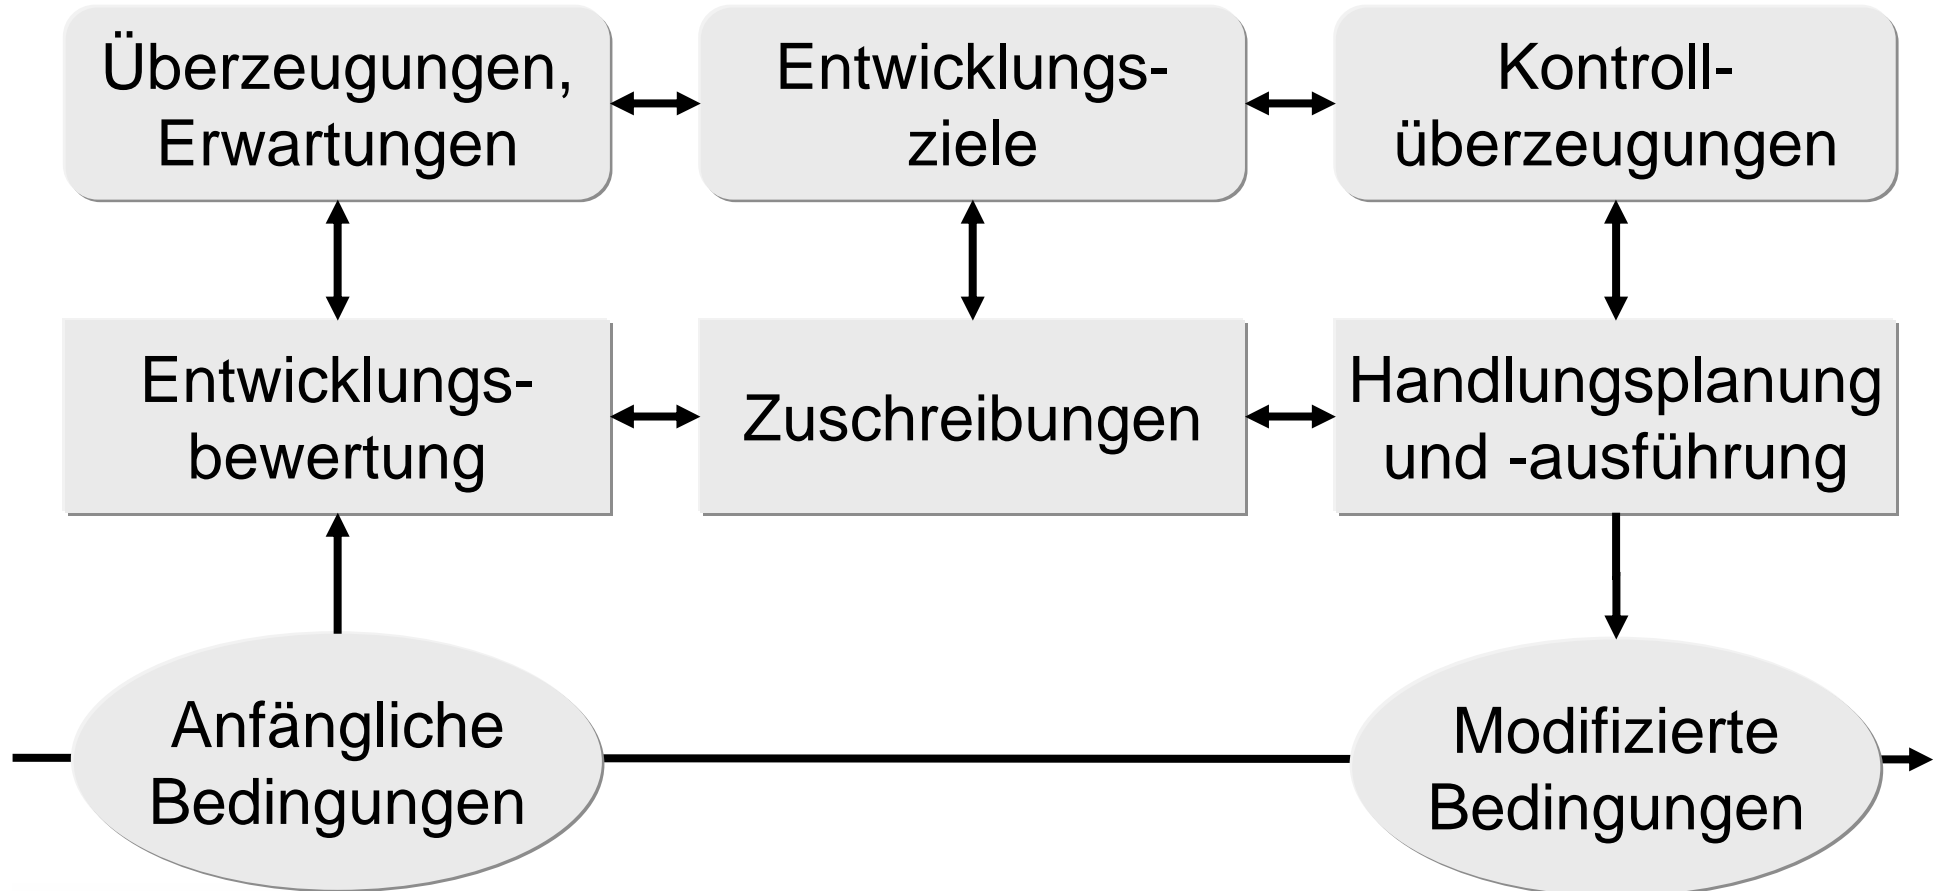 Überzeugungen,
Erwartungen
Entwicklungs-
ziele
Kontroll-
überzeugungen
Entwicklungs-
bewertung
Zuschreibungen
Handlungsplanung
und -ausführung
Anfängliche
Bedingungen
Modifizierte
Bedingungen